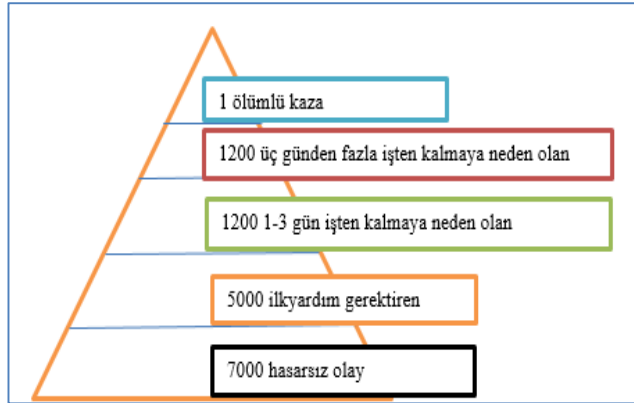 1 ölümlü kaza
1200 üç günden fazla işten kalmaya neden olan
1200 1-3 gün işten kalmaya neden olan
5000 ilkyardım gerektiren
7000 hasarsız olay